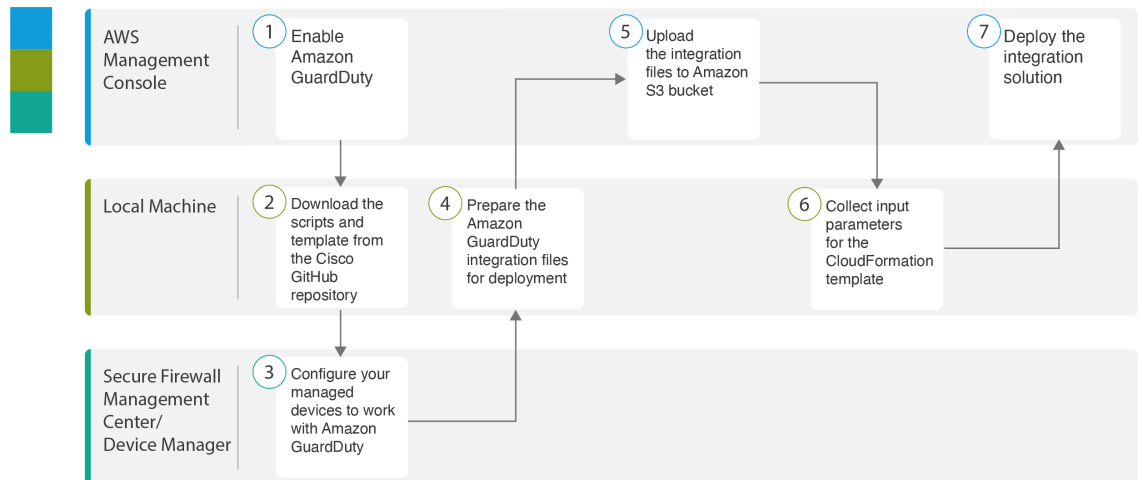 AWS
Management
Console
1
Enable
Amazon
GuardDuty
5
Upload
the integration
files to Amazon
S3 bucket
7
Deploy the
integration
solution
Local Machine
2
Download the
scripts and
template from
the Cisco
GitHub
repository
4
Prepare the
Amazon
GuardDuty
integration files
for deployment
6
Collect input
parameters
for the
CloudFormation
template
Secure Firewall
Management
Center/
Device Manager
3
Configure your
managed
devices to work
with Amazon
GuardDuty